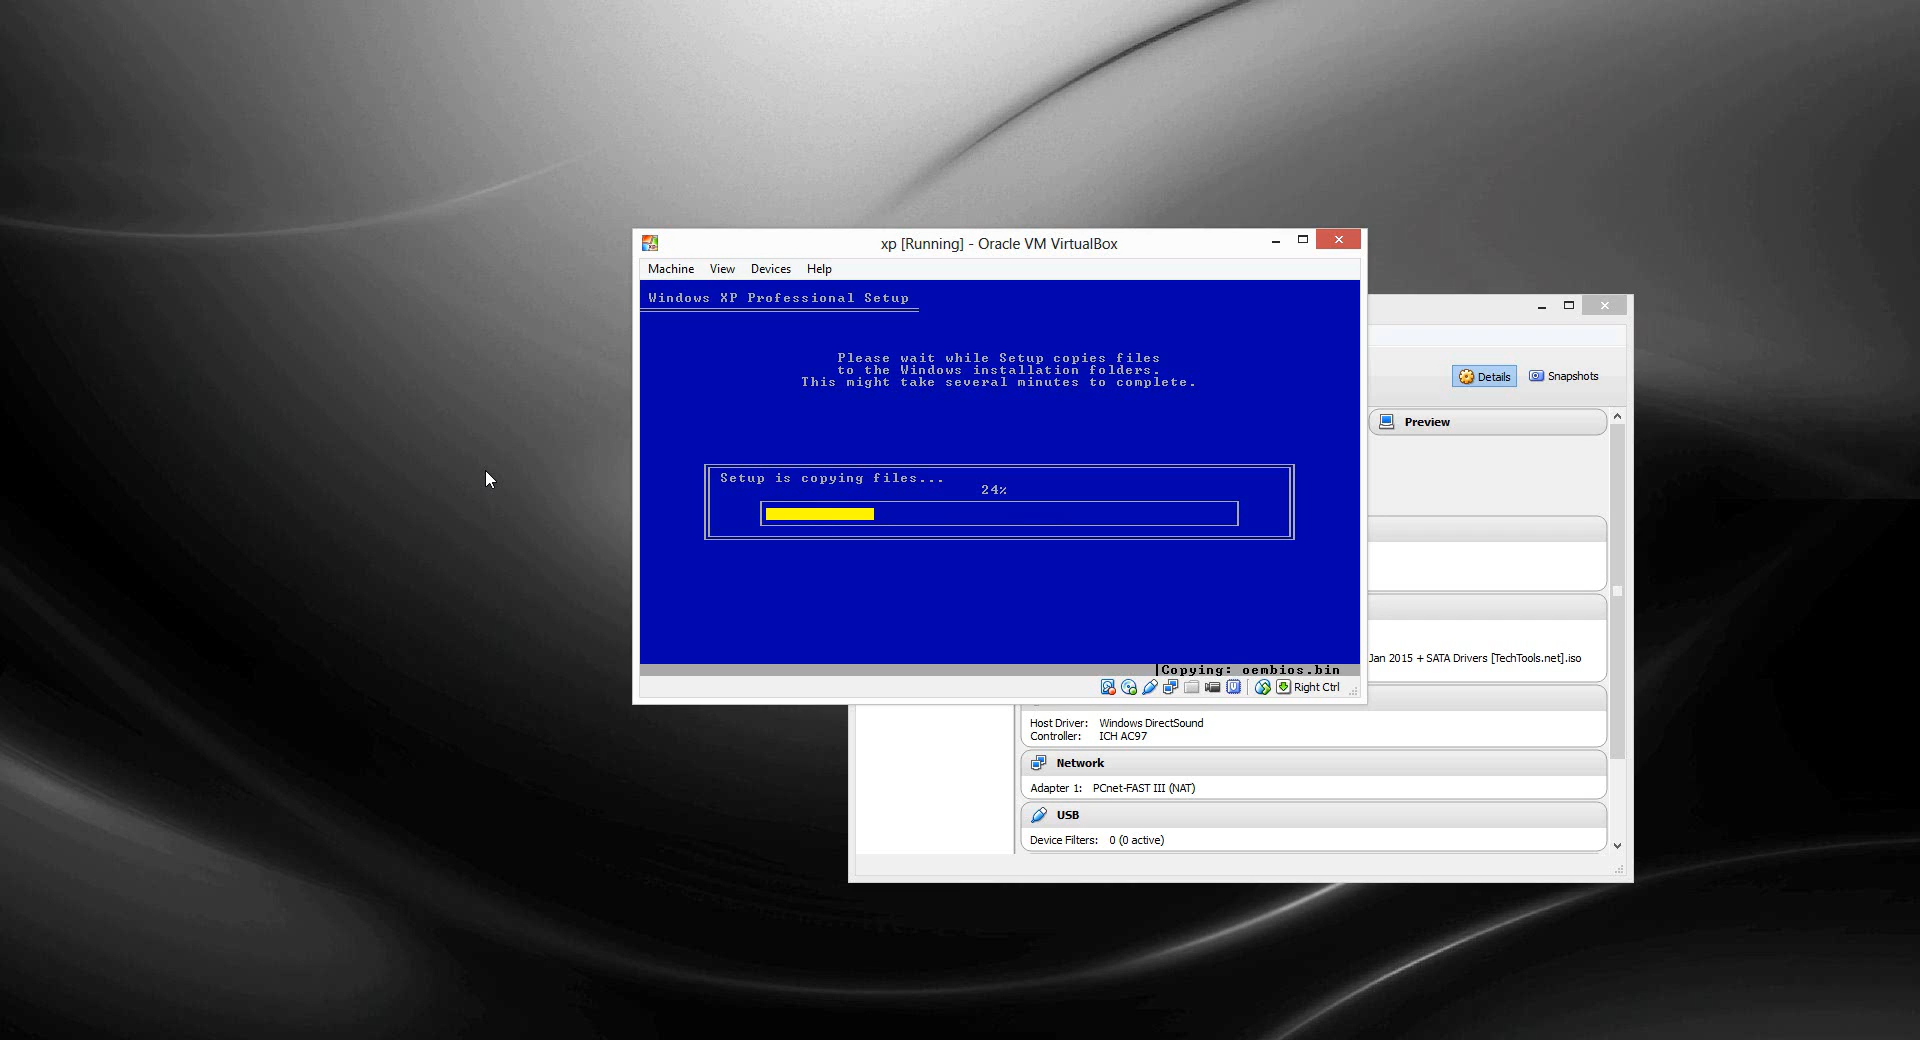 xp [Running] - Oracle VM VirtualBox
Machine View Devices Help
Windows XP Professional Setup
Please wait while Setup copies files
to the Windows installation folders.
This might take several minutes to complete.
Setup is copying files...
24%
Copying: oembios.bin
Right Ctrl
Details Snapshots
Preview
Jan 2015 + SATA Drivers [TechTools.net].iso
Host Driver: Windows DirectSound
Controller: ICH AC97
Network
Adapter 1: PCnet-FAST III (NAT)
USB
Device Filters: 0 (0 active)